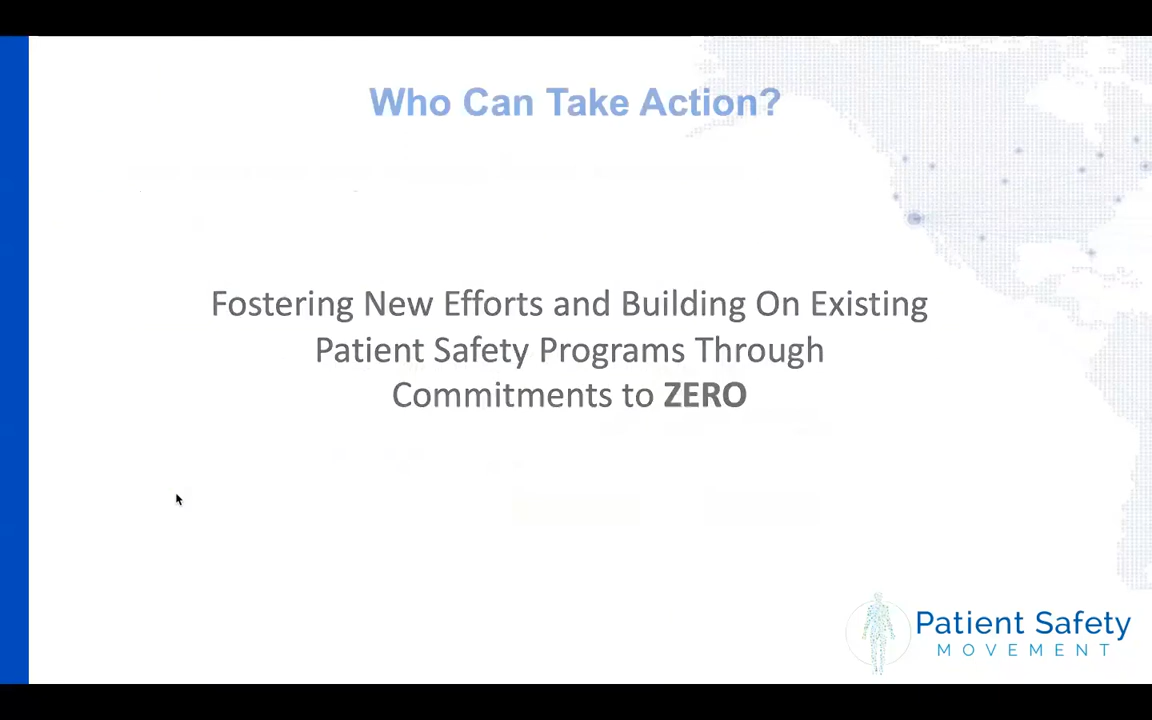 Who Can Take Action?
Fostering New Efforts and Building On Existing
Patient Safety Programs Through
Commitments to ZERO
Patient Safety
MOVEMENT